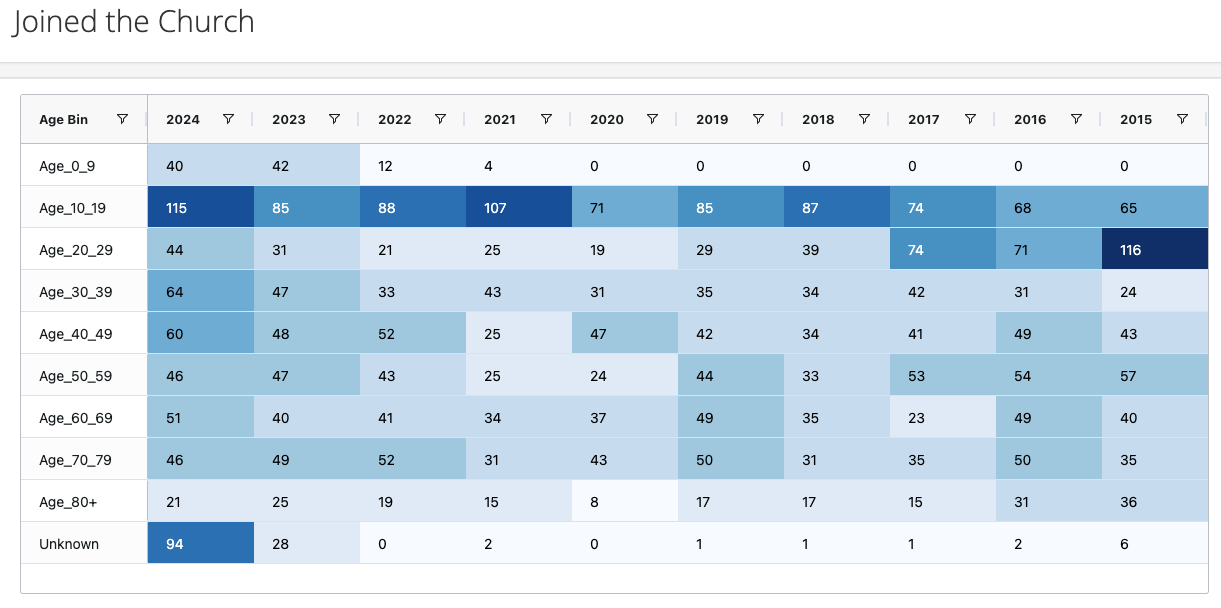 Joined the Church
Age Bin 2024 2023 2022 2021 2020 2019 2018 2017 2016 2015
Age_0_9 40 42 12 4 0 0 0 0 0 0
Age_10_19 115 85 88 107 71 85 87 74 68 65
Age_20_29 44 31 21 25 19 29 39 74 71 116
Age_30_39 64 47 33 43 31 35 34 42 31 24
Age_40_49 60 48 52 25 47 42 34 41 49 43
Age_50_59 46 47 43 25 24 44 33 53 54 57
Age_60_69 51 40 41 34 37 49 35 23 49 40
Age_70_79 46 49 52 31 43 50 31 35 50 35
Age_80+ 21 25 19 15 8 17 17 15 31 36
Unknown 94 28 0 2 0 1 1 1 2 6